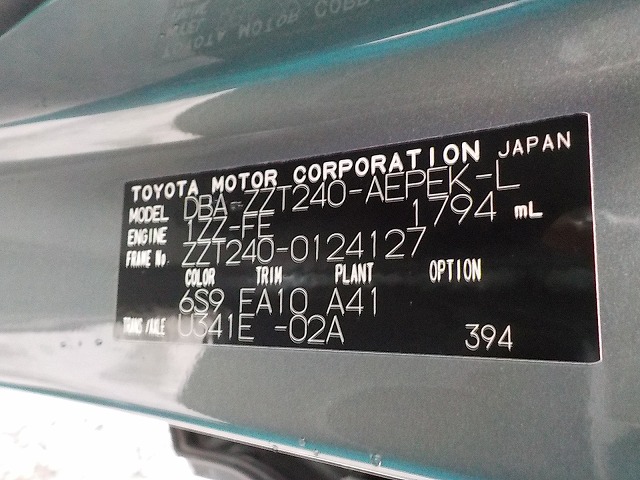 TOYOTA MOTOR CORPORATION JAPAN
MODEL DBA-ZZT240-AEPEK-L
ENGINE 1ZZ-FE 1794 mL
FRAME No. ZZT240-0124127
COLOR TRIM PLANT OPTION
6S9 FA10 A41
TRANS/AXLE U341E -02A 394